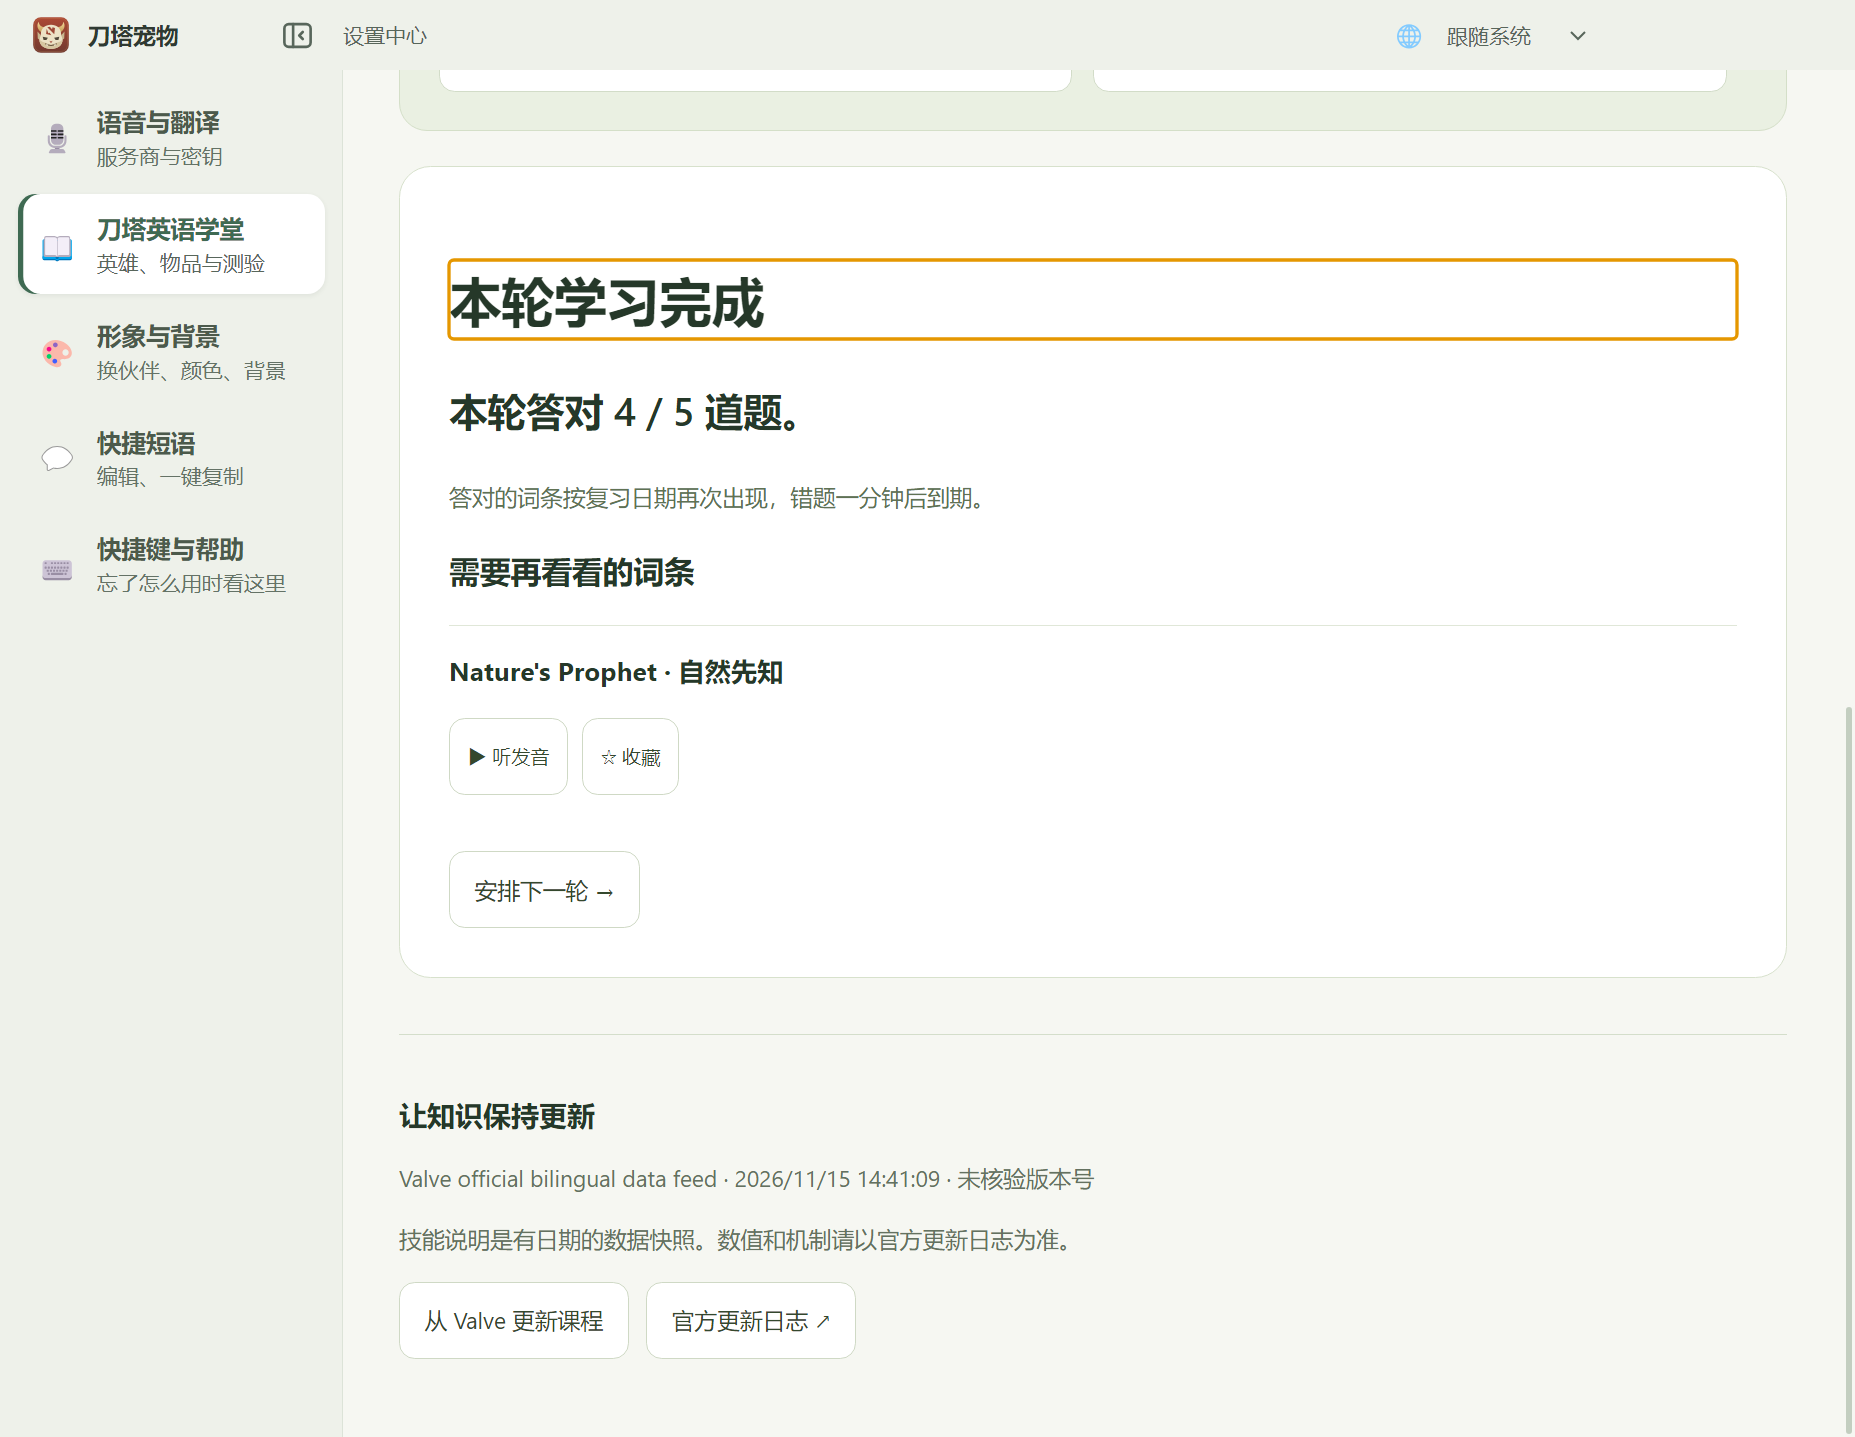 刀塔宠物
设置中心
跟随系统
语音与翻译
服务商与密钥
刀塔英语学堂
英雄、物品与测验
形象与背景
换伙伴、颜色、背景
快捷短语
编辑、一键复制
快捷键与帮助
忘了怎么用时看这里
本轮学习完成
本轮答对 4 / 5 道题。
答对的词条按复习日期再次出现，错题一分钟后到期。
需要再看看的词条
Nature's Prophet · 自然先知
▶ 听发音
☆ 收藏
安排下一轮 →
让知识保持更新
Valve official bilingual data feed · 2026/11/15 14:41:09 · 未核验版本号
技能说明是有日期的数据快照。数值和机制请以官方更新日志为准。
从 Valve 更新课程
官方更新日志 ↗